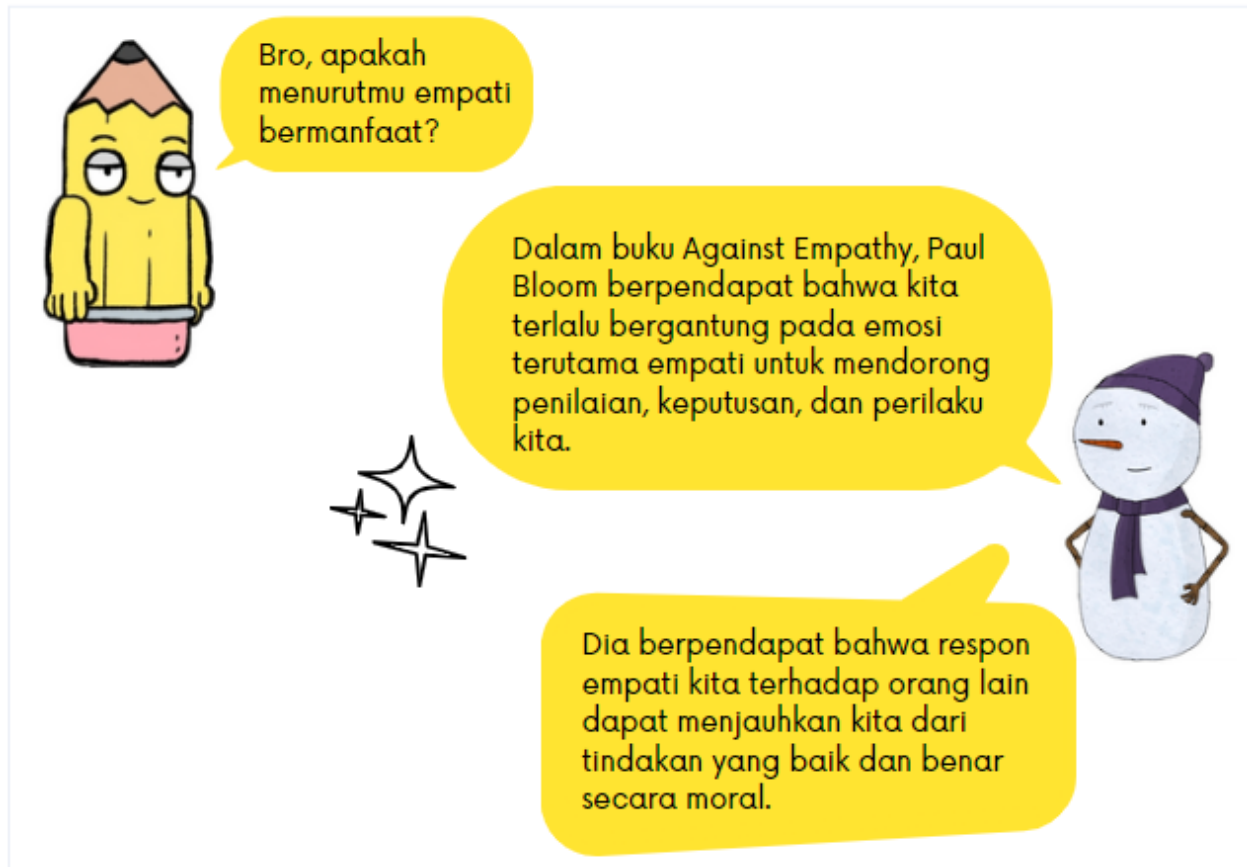 Bro, apakah
menurutmu empati
bermanfaat?
Dalam buku Against Empathy, Paul
Bloom berpendapat bahwa kita
terlalu bergantung pada emosi
terutama empati untuk mendorong
penilaian, keputusan, dan perilaku
kita.
Dia berpendapat bahwa respon
empati kita terhadap orang lain
dapat menjauhkan kita dari
tindakan yang baik dan benar
secara moral.